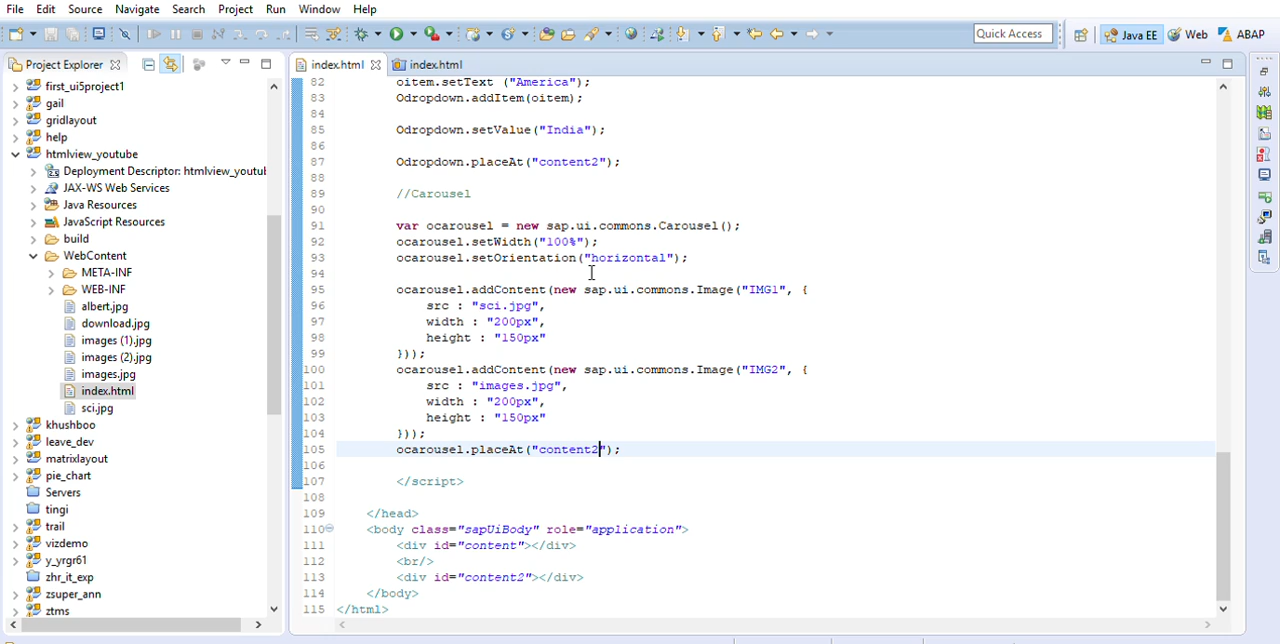 File Edit Source Navigate Search Project Run Window Help
Quick Access
Java EE
Web
ABAP
Project Explorer
first_ui5project1
gail
gridlayout
help
htmlview_youtube
Deployment Descriptor: htmlview_youtu
JAX-WS Web Services
Java Resources
JavaScript Resources
build
WebContent
META-INF
WEB-INF
albert.jpg
download.jpg
images (1).jpg
images (2).jpg
images.jpg
index.html
sci.jpg
khushboo
leave_dev
matrixlayout
pie_chart
Servers
tingi
trail
vizdemo
y_yrgr61
zhr_it_exp
zsuper_ann
ztms
index.html
index.html
82 oitem.setText ("America");
83 Odropdown.addItem(oitem);
84
85 Odropdown.setValue("India");
86
87 Odropdown.placeAt("content2");
88
89 //Carousel
90
91 var ocarousel = new sap.ui.commons.Carousel();
92 ocarousel.setWidth("100%");
93 ocarousel.setOrientation("horizontal");
94
95 ocarousel.addContent(new sap.ui.commons.Image("IMG1", {
96 src : "sci.jpg",
97 width : "200px",
98 height : "150px"
99 }));
100 ocarousel.addContent(new sap.ui.commons.Image("IMG2", {
101 src : "images.jpg",
102 width : "200px",
103 height : "150px"
104 }));
105 ocarousel.placeAt("content2");
106
107 </script>
108
109 </head>
110 <body class="sapUiBody" role="application">
111 <div id="content"></div>
112 <br/>
113 <div id="content2"></div>
114 </body>
115 </html>